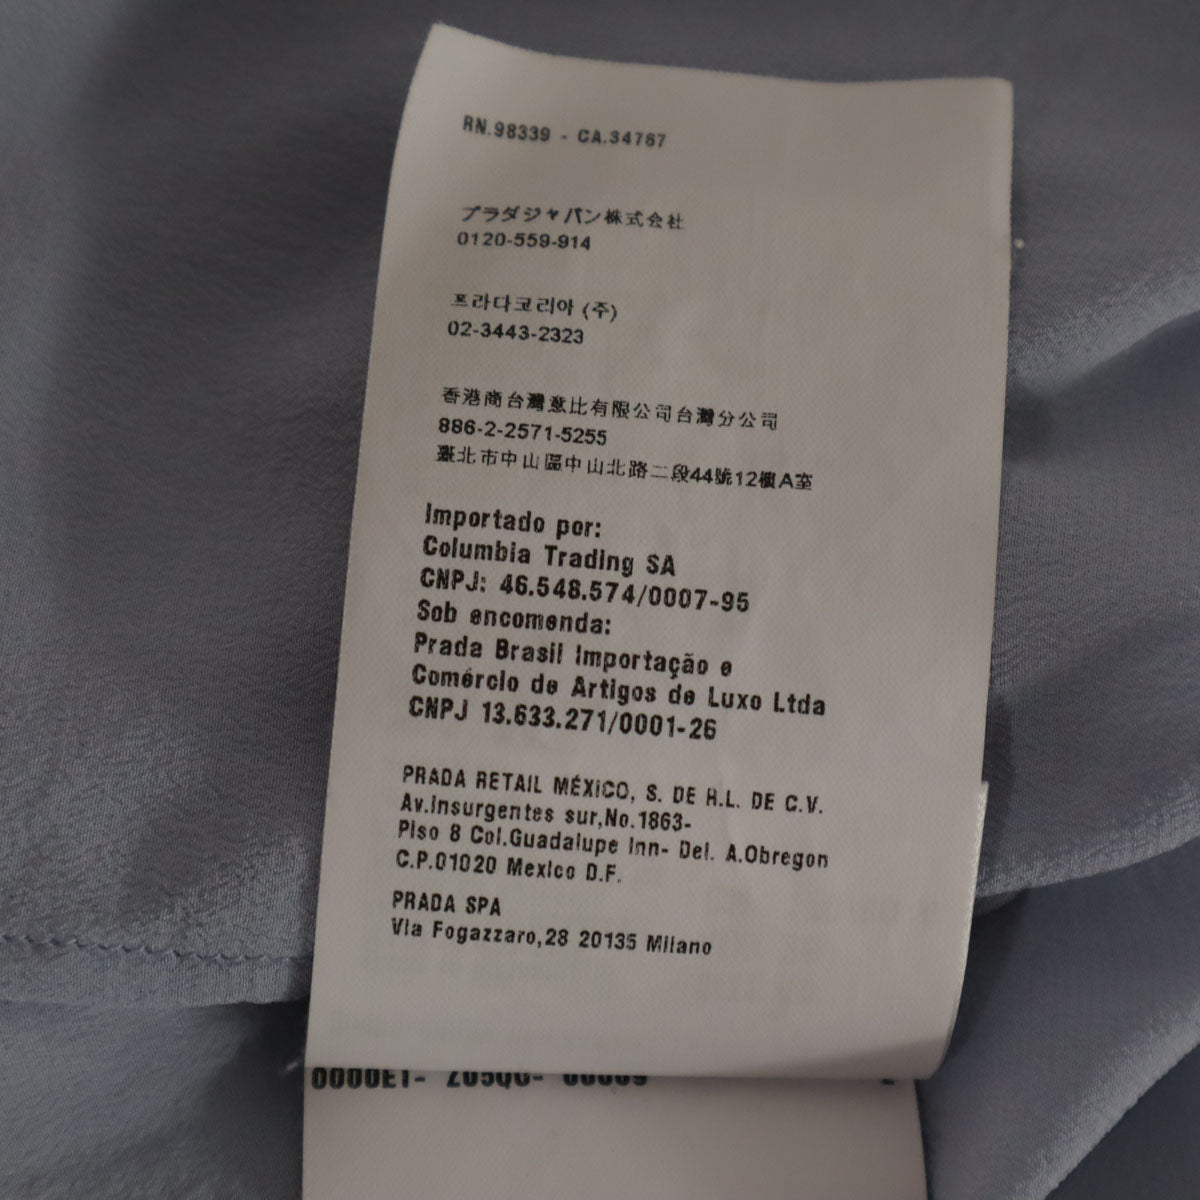 RN.98339 - CA.34767
プラダジャパン株式会社
0120-559-914
프라다코리아 (주)
02-3443-2323
香港商台灣意比有限公司台灣分公司
886-2-2571-5255
臺北市中山區中山北路二段44號12樓A室
Importado por:
Columbia Trading SA
CNPJ: 46.548.574/0007-95
Sob encomenda:
Prada Brasil Importação e
Comércio de Artigos de Luxo Ltda
CNPJ 13.633.271/0001-26
PRADA RETAIL MÉXICO, S. DE R.L. DE C.V.
Av.Insurgentes sur,No.1863-
Piso 8 Col.Guadalupe Inn- Del. A.Obregon
C.P.01020 Mexico D.F.
PRADA SPA
Via Fogazzaro,28 20135 Milano